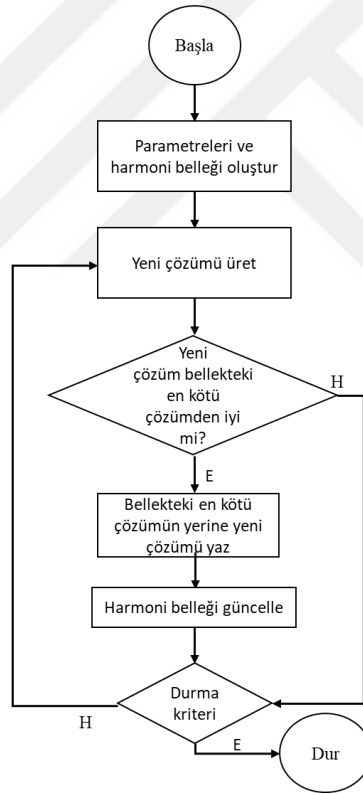 Başla
Parametreleri ve
harmoni belleği oluştur
Yeni çözümü üret
Yeni
çözüm bellekteki
en kötü
çözümden iyi
mi?
H
E
Bellekteki en kötü
çözümün yerine yeni
çözümü yaz
Harmoni belleği güncelle
Durma
kriteri
H
E
Dur